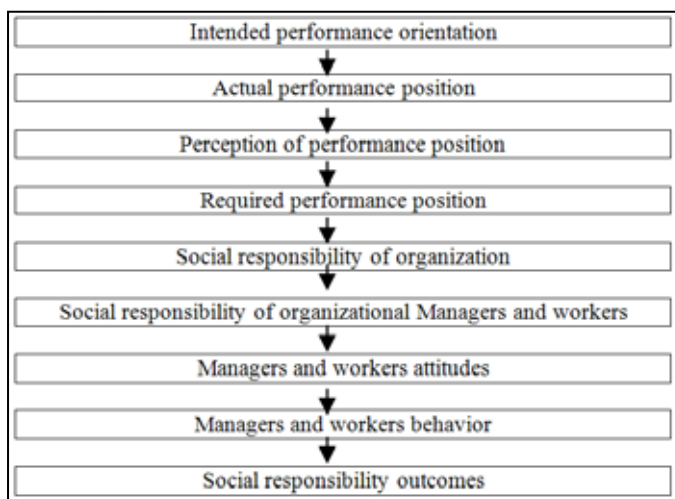 Intended performance orientation
Actual performance position
Perception of performance position
Required performance position
Social responsibility of organization
Social responsibility of organizational Managers and workers
Managers and workers attitudes
Managers and workers behavior
Social responsibility outcomes